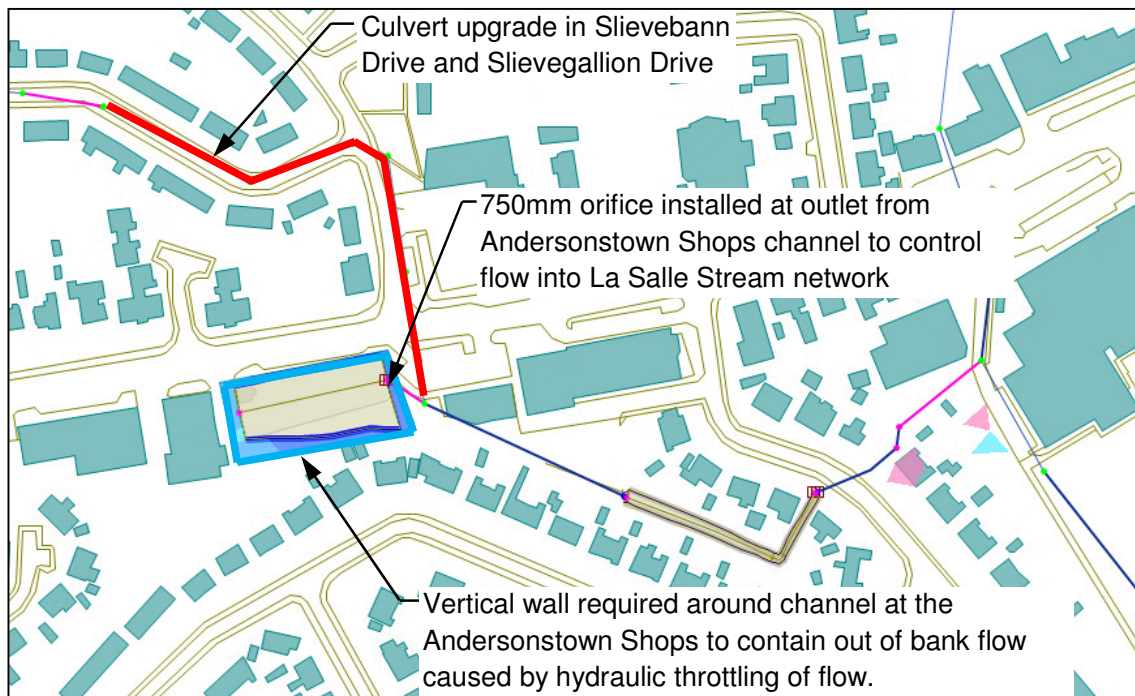 Culvert upgrade in Slievebann
Drive and Slievegallion Drive
750mm orifice installed at outlet from
Andersonstown Shops channel to control
flow into La Salle Stream network
Vertical wall required around channel at the
Andersonstown Shops to contain out of bank flow
caused by hydraulic throttling of flow.